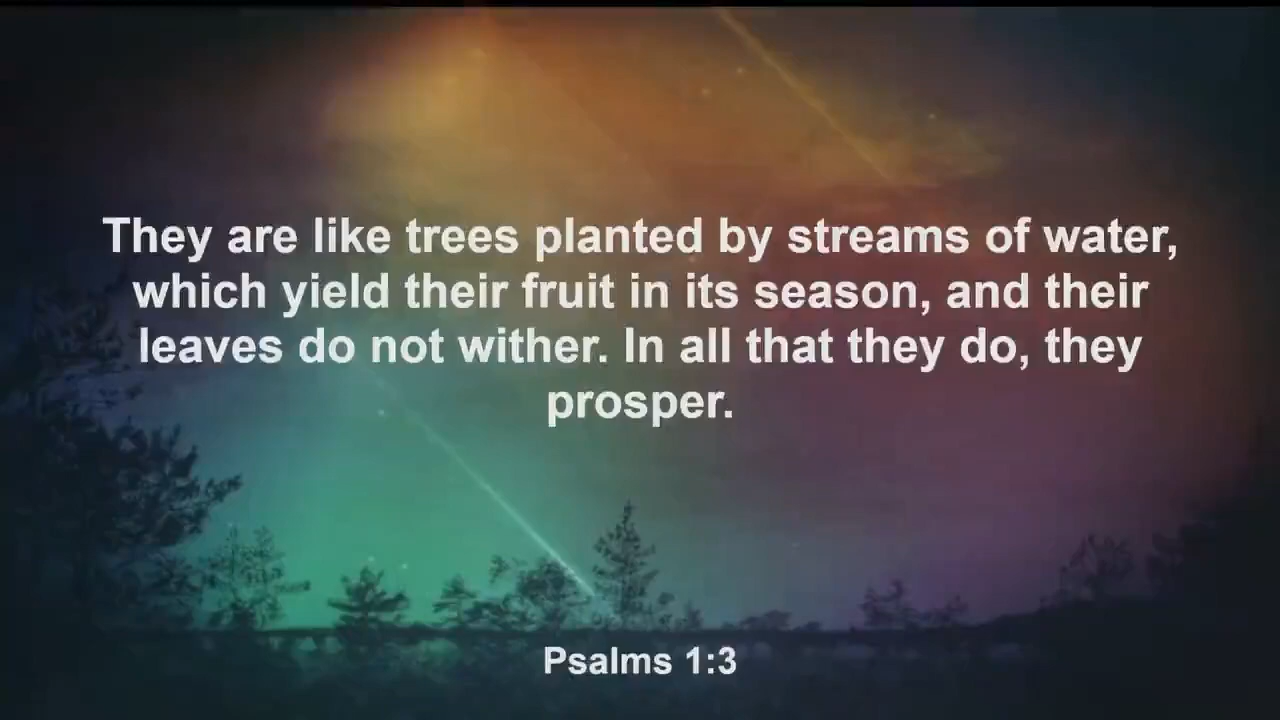 They are like trees planted by streams of water,
which yield their fruit in its season, and their
leaves do not wither. In all that they do, they
prosper.
Psalms 1:3